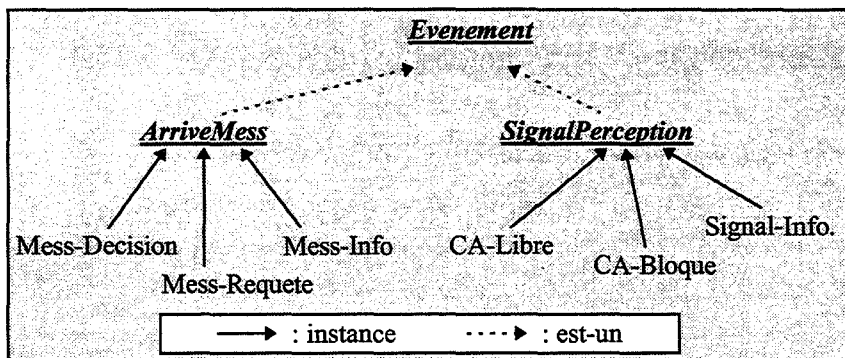 Evenement
ArriveMess SignalPerception
Mess-Decision Mess-Info CA-Libre Signal-Info.
Mess-Requete CA-Bloque
: instance : est-un